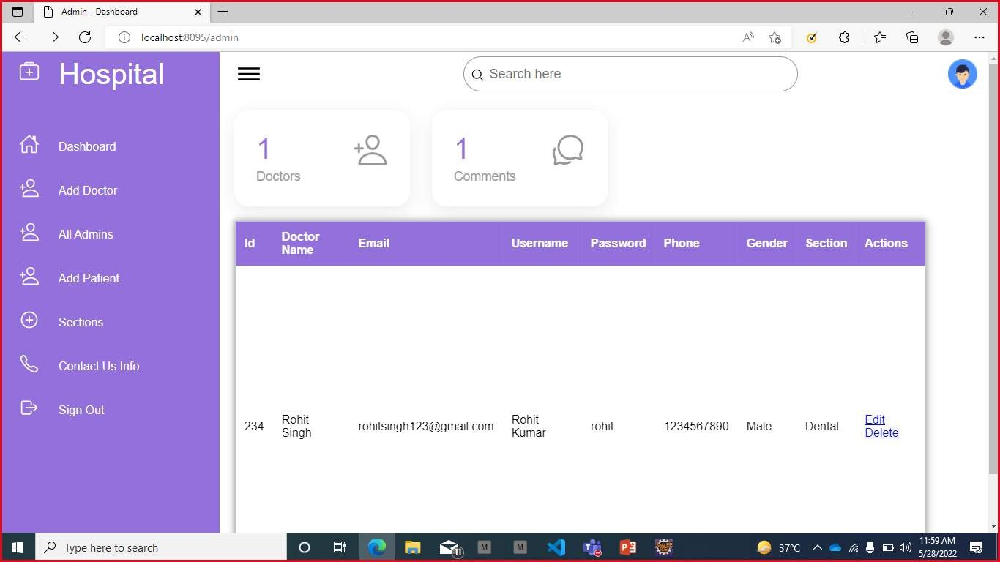 Admin - Dashboard
localhost:8095/admin
Hospital
Search here
Dashboard
Add Doctor
All Admins
Add Patient
Sections
Contact Us Info
Sign Out
1
Doctors
1
Comments
Id Doctor Name Email Username Password Phone Gender Section Actions
234 Rohit Singh rohitsingh123@gmail.com Rohit Kumar rohit 1234567890 Male Dental Edit Delete
Type here to search
11
M
M
37°C
11:59 AM
5/28/2022